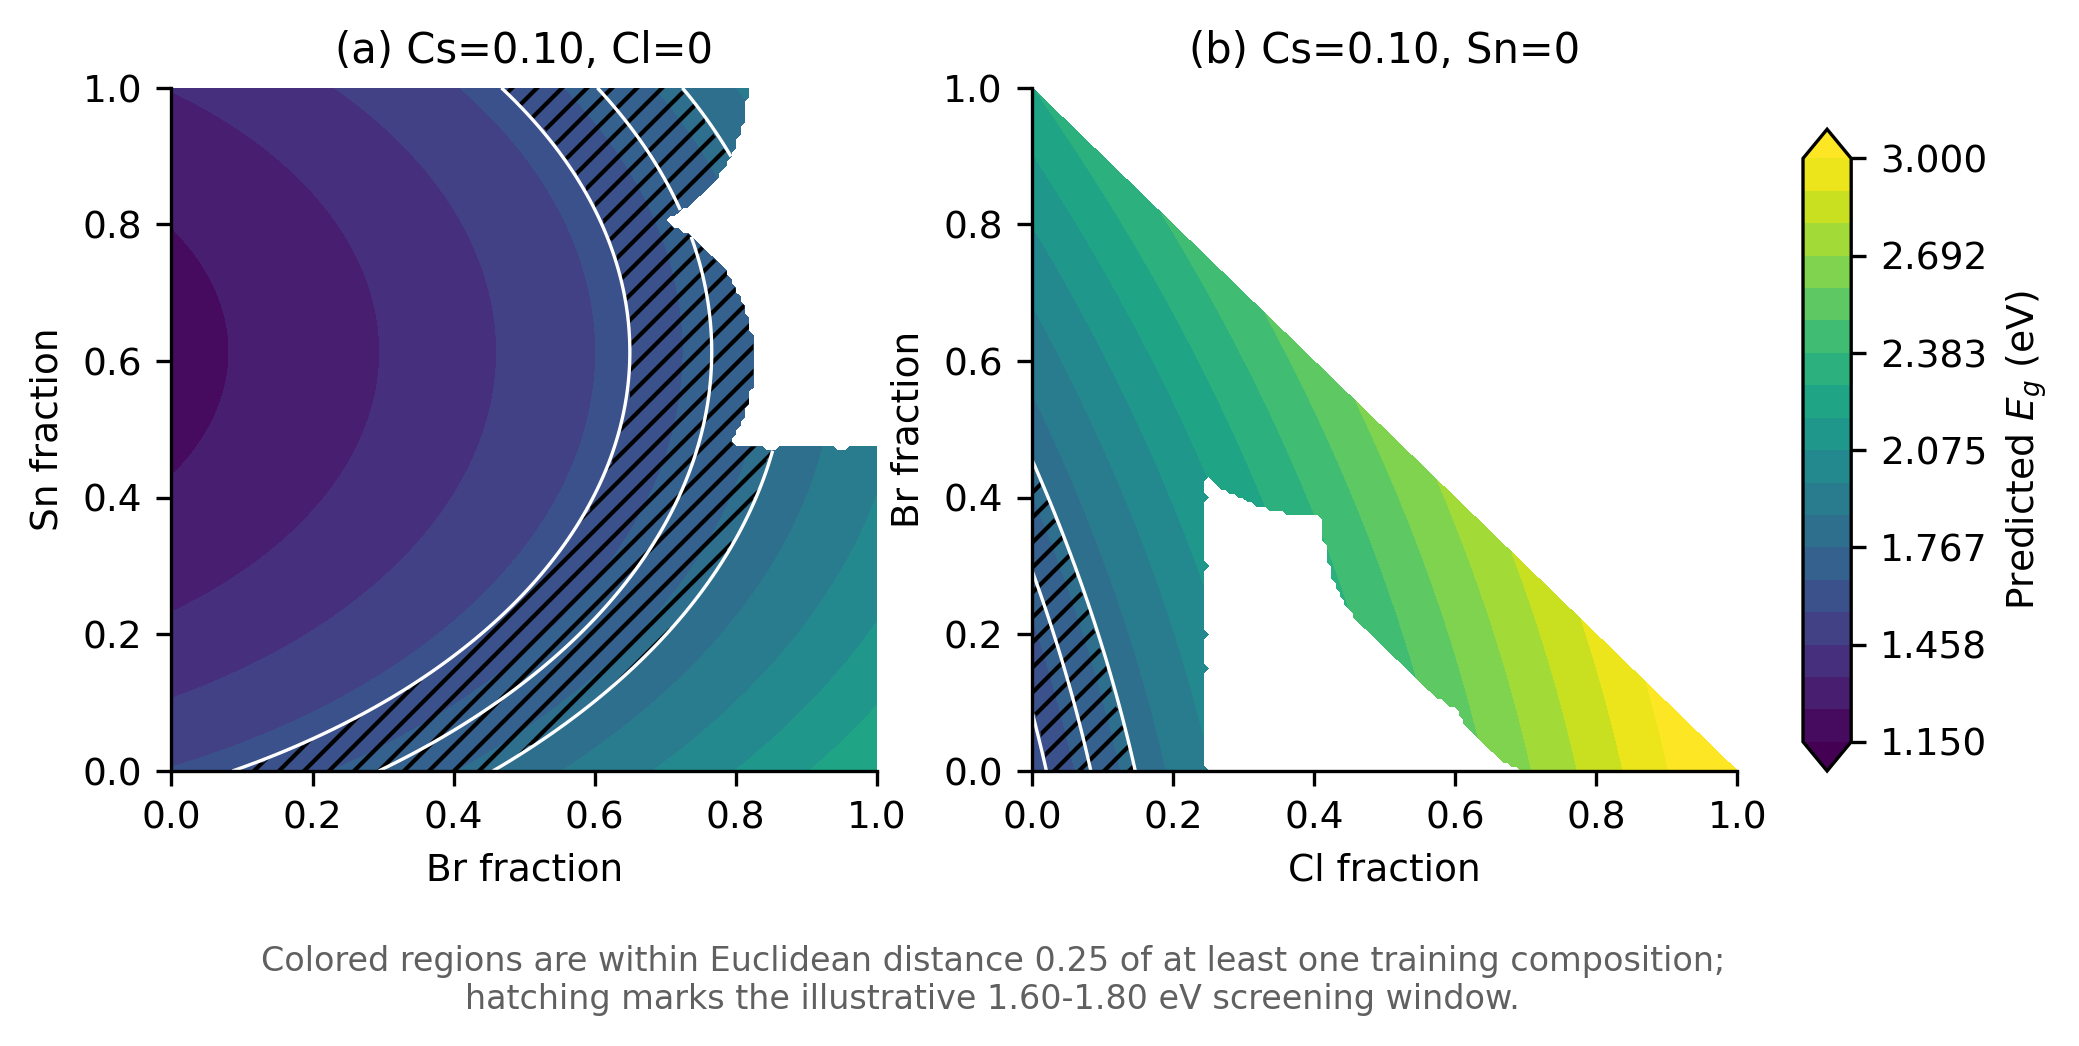 (a) Cs=0.10, Cl=0
1.0
0.8
0.6
0.4
0.2
0.0
Sn fraction
0.0 0.2 0.4 0.6 0.8 1.0
Br fraction
(b) Cs=0.10, Sn=0
1.0
0.8
0.6
0.4
0.2
0.0
Br fraction
0.0 0.2 0.4 0.6 0.8 1.0
Cl fraction
3.000
2.692
2.383
2.075
1.767
1.458
1.150
Predicted E_g (eV)
Colored regions are within Euclidean distance 0.25 of at least one training composition;
hatching marks the illustrative 1.60-1.80 eV screening window.